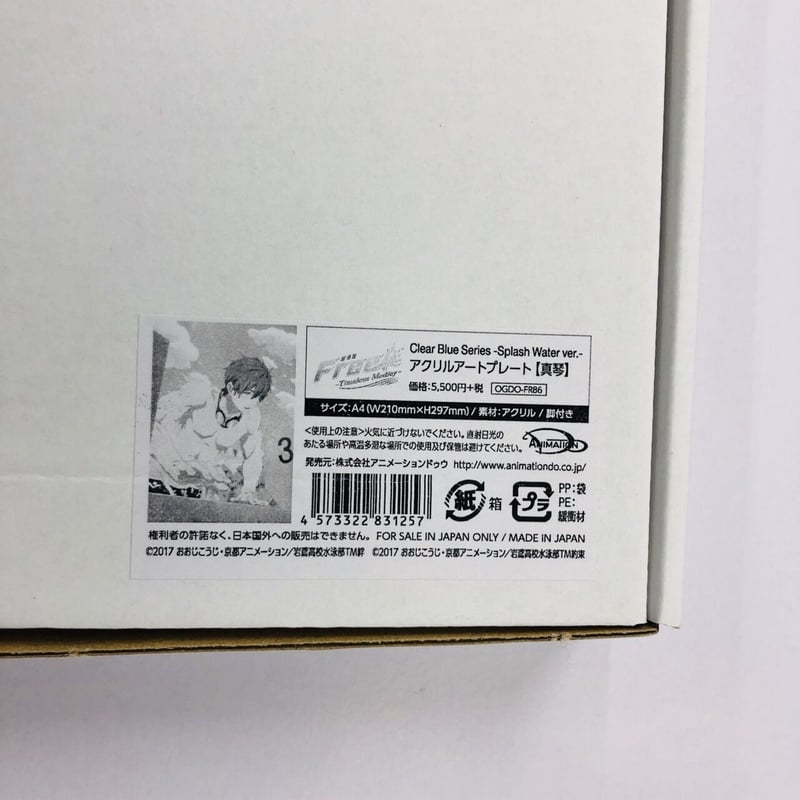 3
劇場版
Free!
-Timeless Medley-
Clear Blue Series -Splash Water ver.-
アクリルアートプレート【真琴】
価格:5,500円+税 OGDO-FR86
サイズ:A4(W210mm×H297mm)/素材:アクリル/脚付き
<使用上の注意>火気に近づけないでください。直射日光の
あたる場所や高温多湿な場所での使用及び保管は避けてください。
ANIMATION
発売元:株式会社アニメーションドゥウ http://www.animationdo.co.jp/
4 573322 831257
紙 箱 プラ PP:袋
PE:
緩衝材
権利者の許諾なく、日本国外への販売はできません。 FOR SALE IN JAPAN ONLY / MADE IN JAPAN
©2017 おおじこうじ・京都アニメーション/岩鳶高校水泳部TM絆 ©2017 おおじこうじ・京都アニメーション/岩鳶高校水泳部TM約束